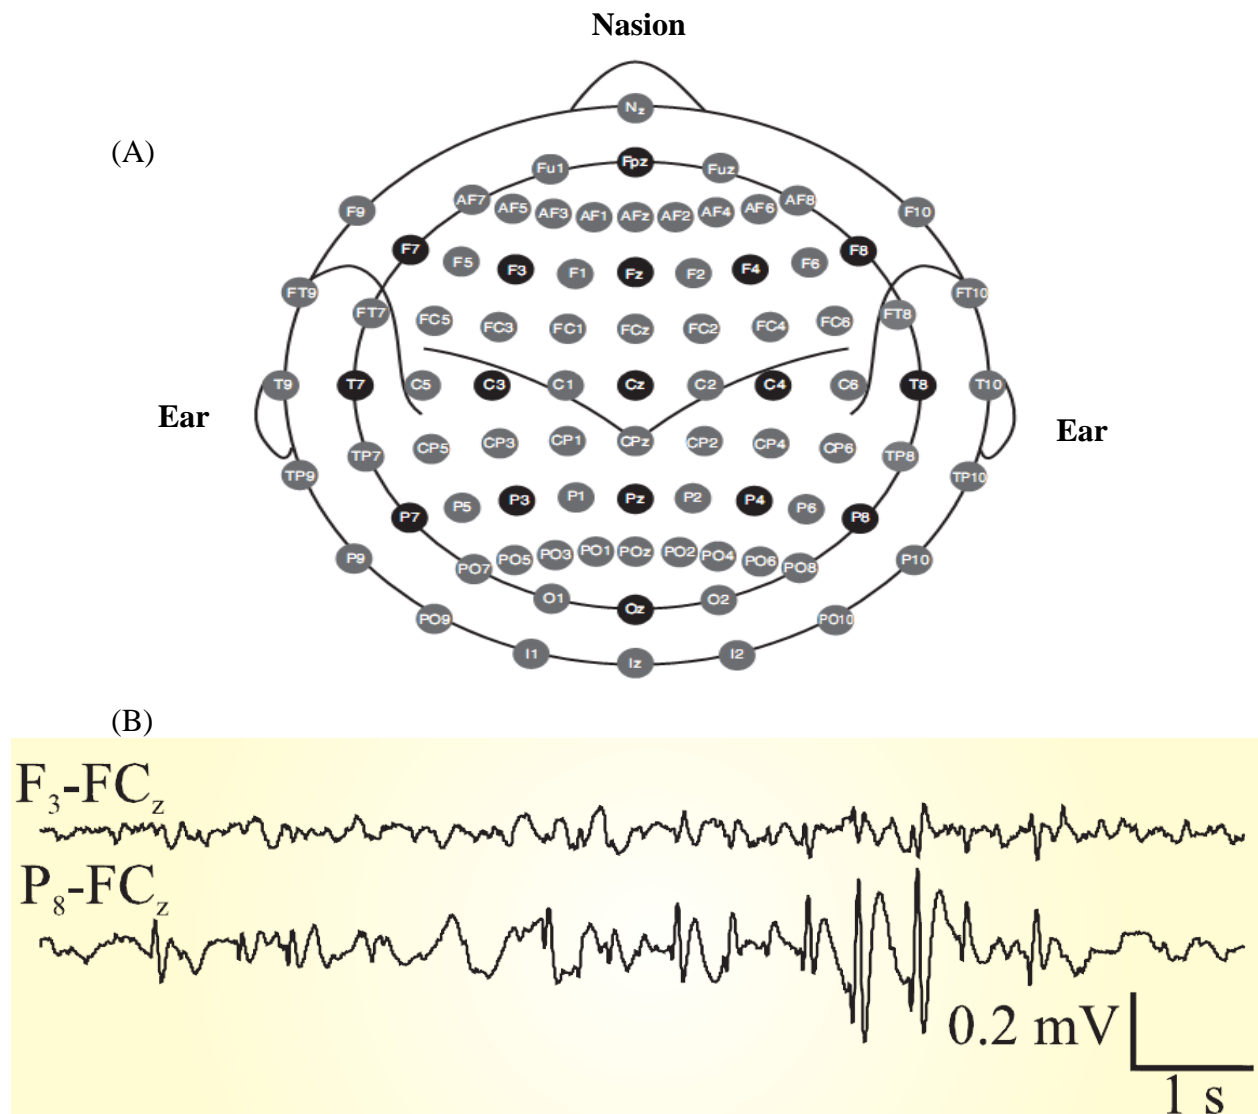 Nasion
(A)
Nz
Fu1 Fpz Fuz
AF7 AF5 AF3 AF1 AFz AF2 AF4 AF6 AF8
F9 F10
F7 F5 F3 F1 Fz F2 F4 F6 F8
FT9 FT10
FT7 FC5 FC3 FC1 FCz FC2 FC4 FC6 FT8
T9 T7 C5 C3 C1 Cz C2 C4 C6 T8 T10
Ear Ear
TP7 CP5 CP3 CP1 CPz CP2 CP4 CP6 TP8
TP9 TP10
P7 P5 P3 P1 Pz P2 P4 P6 P8
P9 PO7 PO5 PO3 PO1 POz PO2 PO4 PO6 PO8 P10
O1 Oz O2
PO9 PO10
I1 Iz I2
(B)
F3-FCz
P8-FCz
0.2 mV
1 s